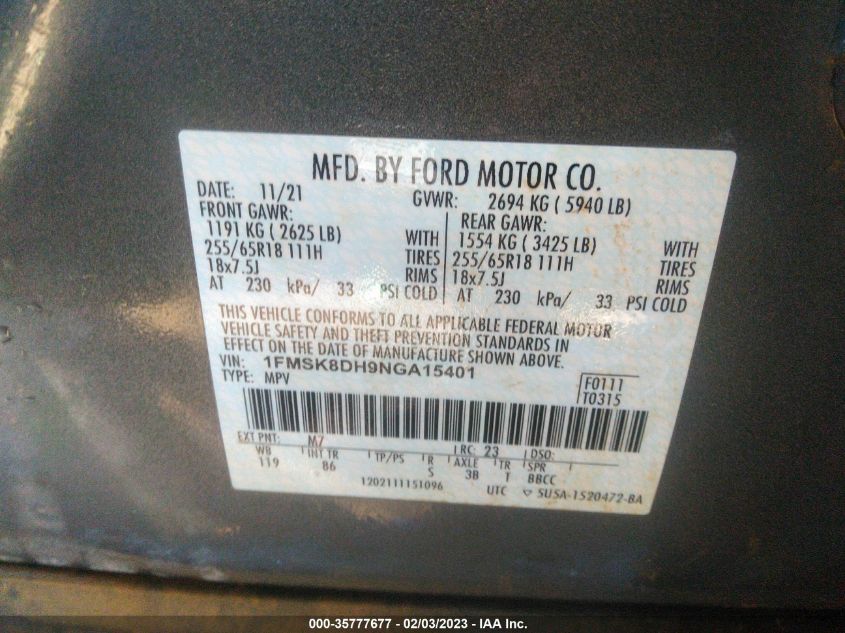 MFD. BY FORD MOTOR CO.
DATE: 11/21 GVWR: 2694 KG ( 5940 LB)
FRONT GAWR: REAR GAWR:
1191 KG ( 2625 LB) WITH 1554 KG ( 3425 LB) WITH
255/65R18 111H TIRES 255/65R18 111H TIRES
18x7.5J RIMS 18x7.5J RIMS
AT 230 kPa/ 33 PSI COLD AT 230 kPa/ 33 PSI COLD
THIS VEHICLE CONFORMS TO ALL APPLICABLE FEDERAL MOTOR
VEHICLE SAFETY AND THEFT PREVENTION STANDARDS IN
EFFECT ON THE DATE OF MANUFACTURE SHOWN ABOVE.
VIN: 1FMSK8DH9NGA15401
TYPE: MPV
F0111
T0315
EXT PNT: M7 RC: 23 DSO:
WB INT TR TP/PS R AXLE TR SPR
119 86 S 3B T BBCC
1202111151096 UTC SU5A-1520472-BA
000-35777677 - 02/03/2023 - IAA Inc.